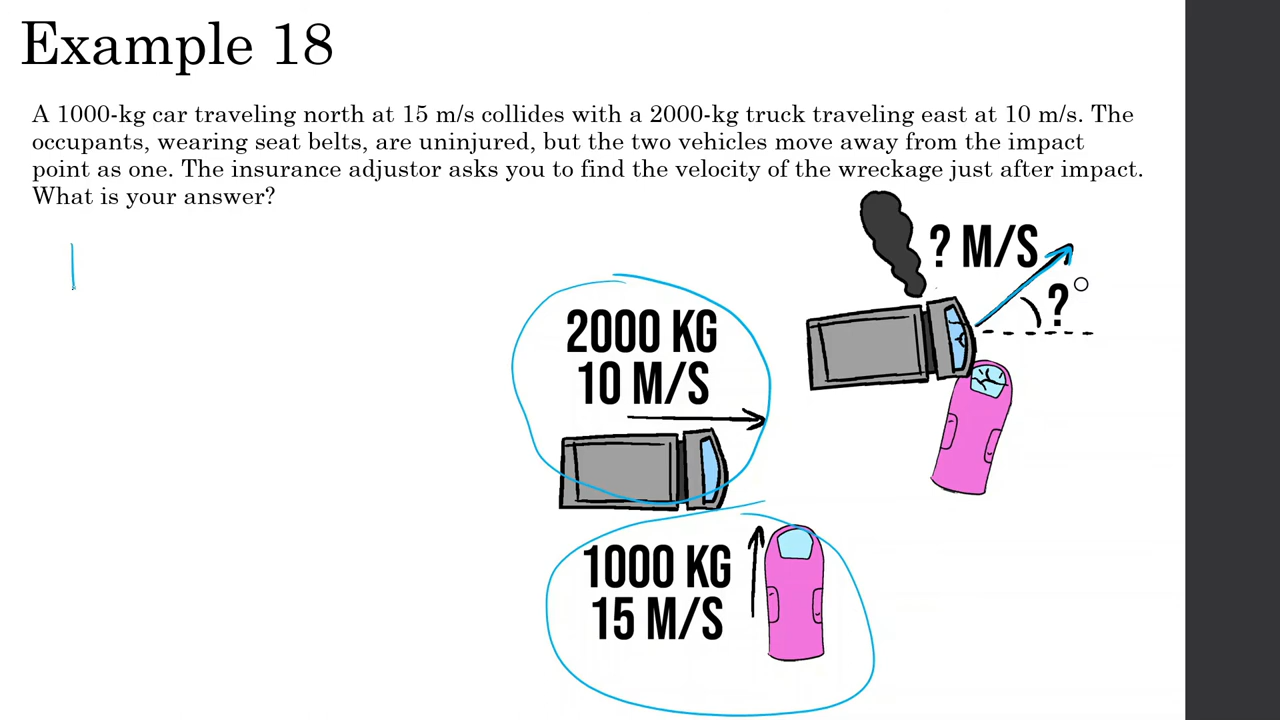 Example 18
A 1000-kg car traveling north at 15 m/s collides with a 2000-kg truck traveling east at 10 m/s. The
occupants, wearing seat belts, are uninjured, but the two vehicles move away from the impact
point as one. The insurance adjustor asks you to find the velocity of the wreckage just after impact.
What is your answer?
? M/S
?°
2000 KG
10 M/S
1000 KG
15 M/S